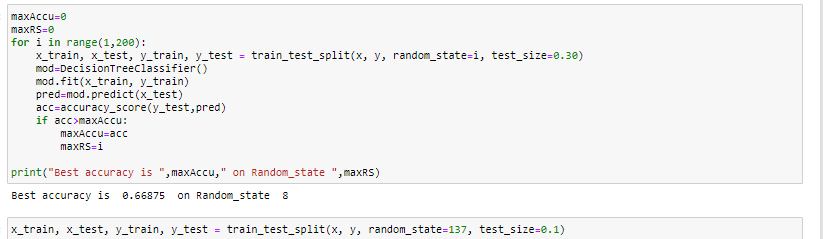 maxAccu=0
maxRS=0
for i in range(1,200):
    x_train, x_test, y_train, y_test = train_test_split(x, y, random_state=i, test_size=0.30)
    mod=DecisionTreeClassifier()
    mod.fit(x_train, y_train)
    pred=mod.predict(x_test)
    acc=accuracy_score(y_test,pred)
    if acc>maxAccu:
        maxAccu=acc
        maxRS=i
print("Best accuracy is ",maxAccu," on Random_state ",maxRS)
Best accuracy is  0.66875  on Random_state  8
x_train, x_test, y_train, y_test = train_test_split(x, y, random_state=137, test_size=0.1)